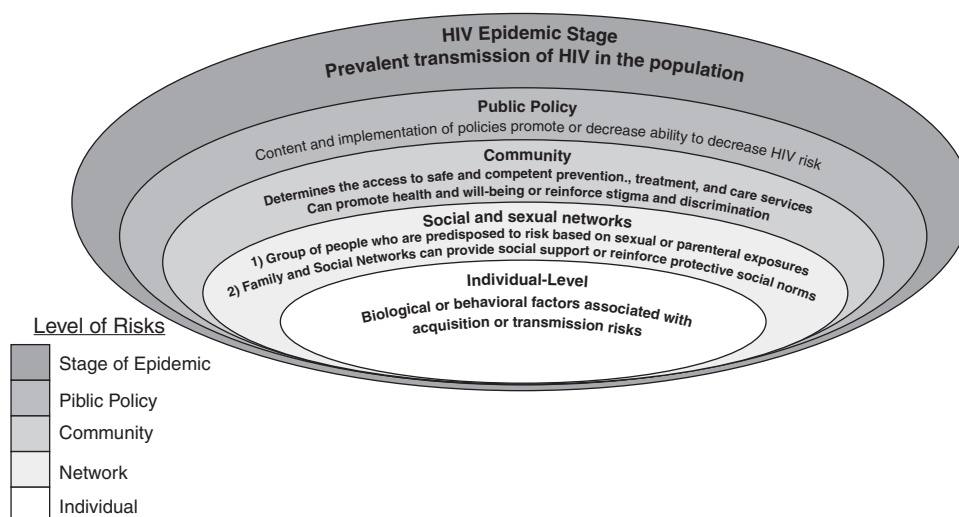 HIV Epidemic Stage
Prevalent transmission of HIV in the population
Public Policy
Content and implementation of policies promote or decrease ability to decrease HIV risk
Community
Determines the access to safe and competent prevention., treatment, and care services
Can promote health and will-being or reinforce stigma and discrimination
Social and sexual networks
1) Group of people who are predisposed to risk based on sexual or parenteral exposures
2) Family and Social Networks can provide social support or reinforce protective social norms
Individual-Level
Biological or behavioral factors associated with
acquisition or transmission risks
Level of Risks
Stage of Epidemic
Piblic Policy
Community
Network
Individual